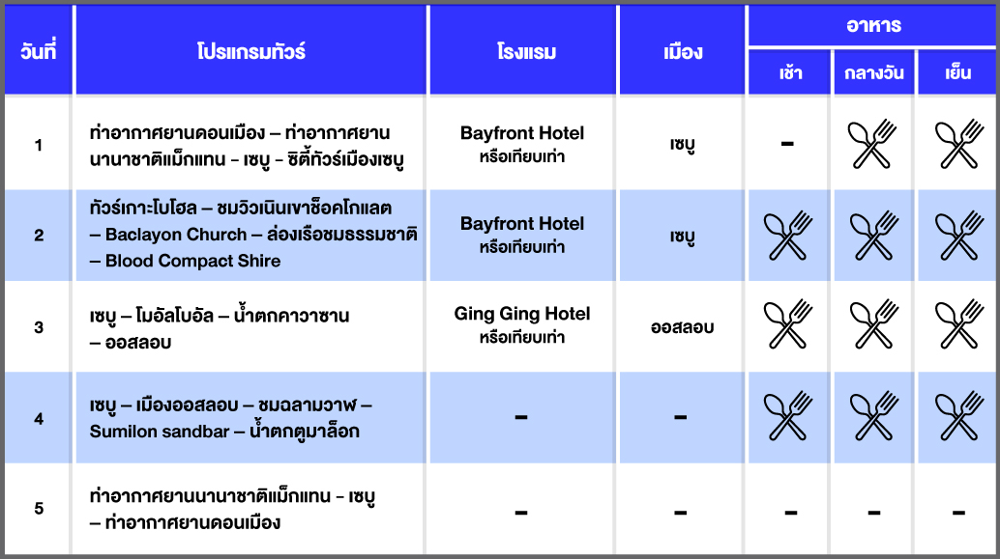 วันที่
โปรแกรมทัวร์
โรงแรม
เมือง
อาหาร
เช้า
กลางวัน
เย็น
1
ท่าอากาศยานดอนเมือง – ท่าอากาศยาน
นานาชาติแม็กแทน - เซบู - ซิตี้ทัวร์เมืองเซบู
Bayfront Hotel
หรือเทียบเท่า
เซบู
-
2
ทัวร์เกาะโบโฮล – ชมวิวเนินเขาช็อคโกแลต
– Baclayon Church – ล่องเรือชมธรรมชาติ
– Blood Compact Shire
Bayfront Hotel
หรือเทียบเท่า
เซบู
3
เซบู – โมอัลโบอัล – น้ำตกคาวาซาน
– ออสลอบ
Ging Ging Hotel
หรือเทียบเท่า
ออสลอบ
4
เซบู – เมืองออสลอบ – ชมฉลามวาฬ –
Sumilon sandbar – น้ำตกตูมาล็อก
-
-
5
ท่าอากาศยานนานาชาติแม็กแทน - เซบู
– ท่าอากาศยานดอนเมือง
-
-
-
-
-